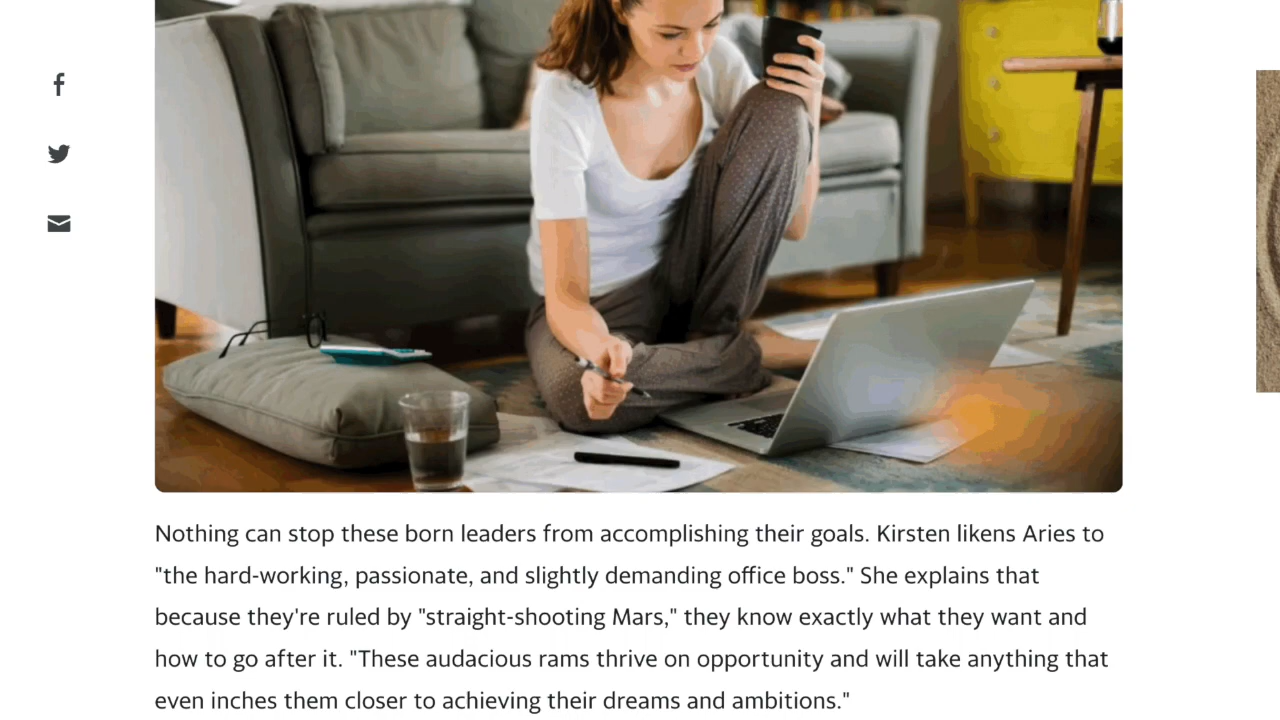 Nothing can stop these born leaders from accomplishing their goals. Kirsten likens Aries to
"the hard-working, passionate, and slightly demanding office boss." She explains that
because they're ruled by "straight-shooting Mars," they know exactly what they want and
how to go after it. "These audacious rams thrive on opportunity and will take anything that
even inches them closer to achieving their dreams and ambitions."